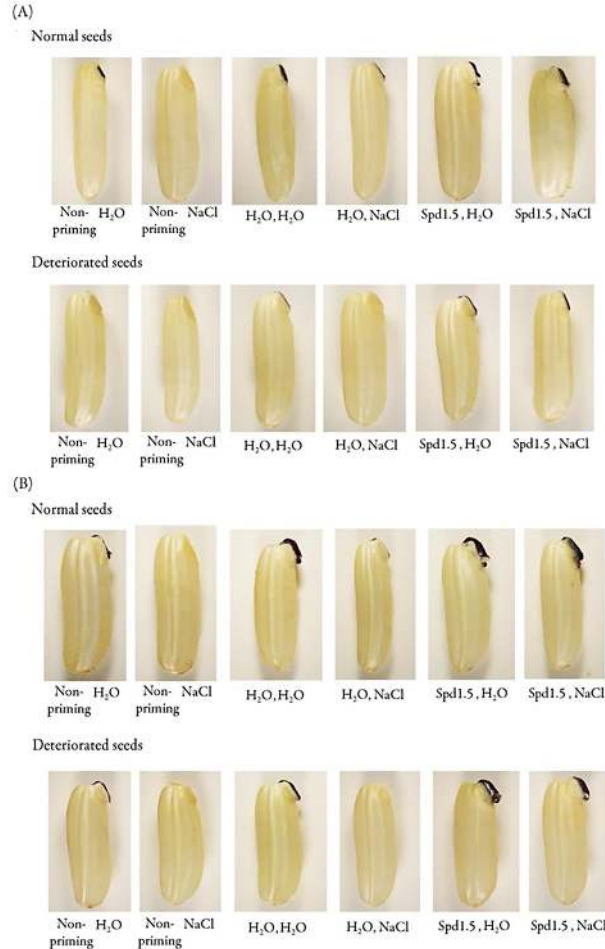 (A)
Normal seeds
Non-priming H₂O
Non-priming NaCl
H₂O, H₂O
H₂O, NaCl
Spd1.5, H₂O
Spd1.5, NaCl
Deteriorated seeds
Non-priming H₂O
Non-priming NaCl
H₂O, H₂O
H₂O, NaCl
Spd1.5, H₂O
Spd1.5, NaCl
(B)
Normal seeds
Non-priming H₂O
Non-priming NaCl
H₂O, H₂O
H₂O, NaCl
Spd1.5, H₂O
Spd1.5, NaCl
Deteriorated seeds
Non-priming H₂O
Non-priming NaCl
H₂O, H₂O
H₂O, NaCl
Spd1.5, H₂O
Spd1.5, NaCl